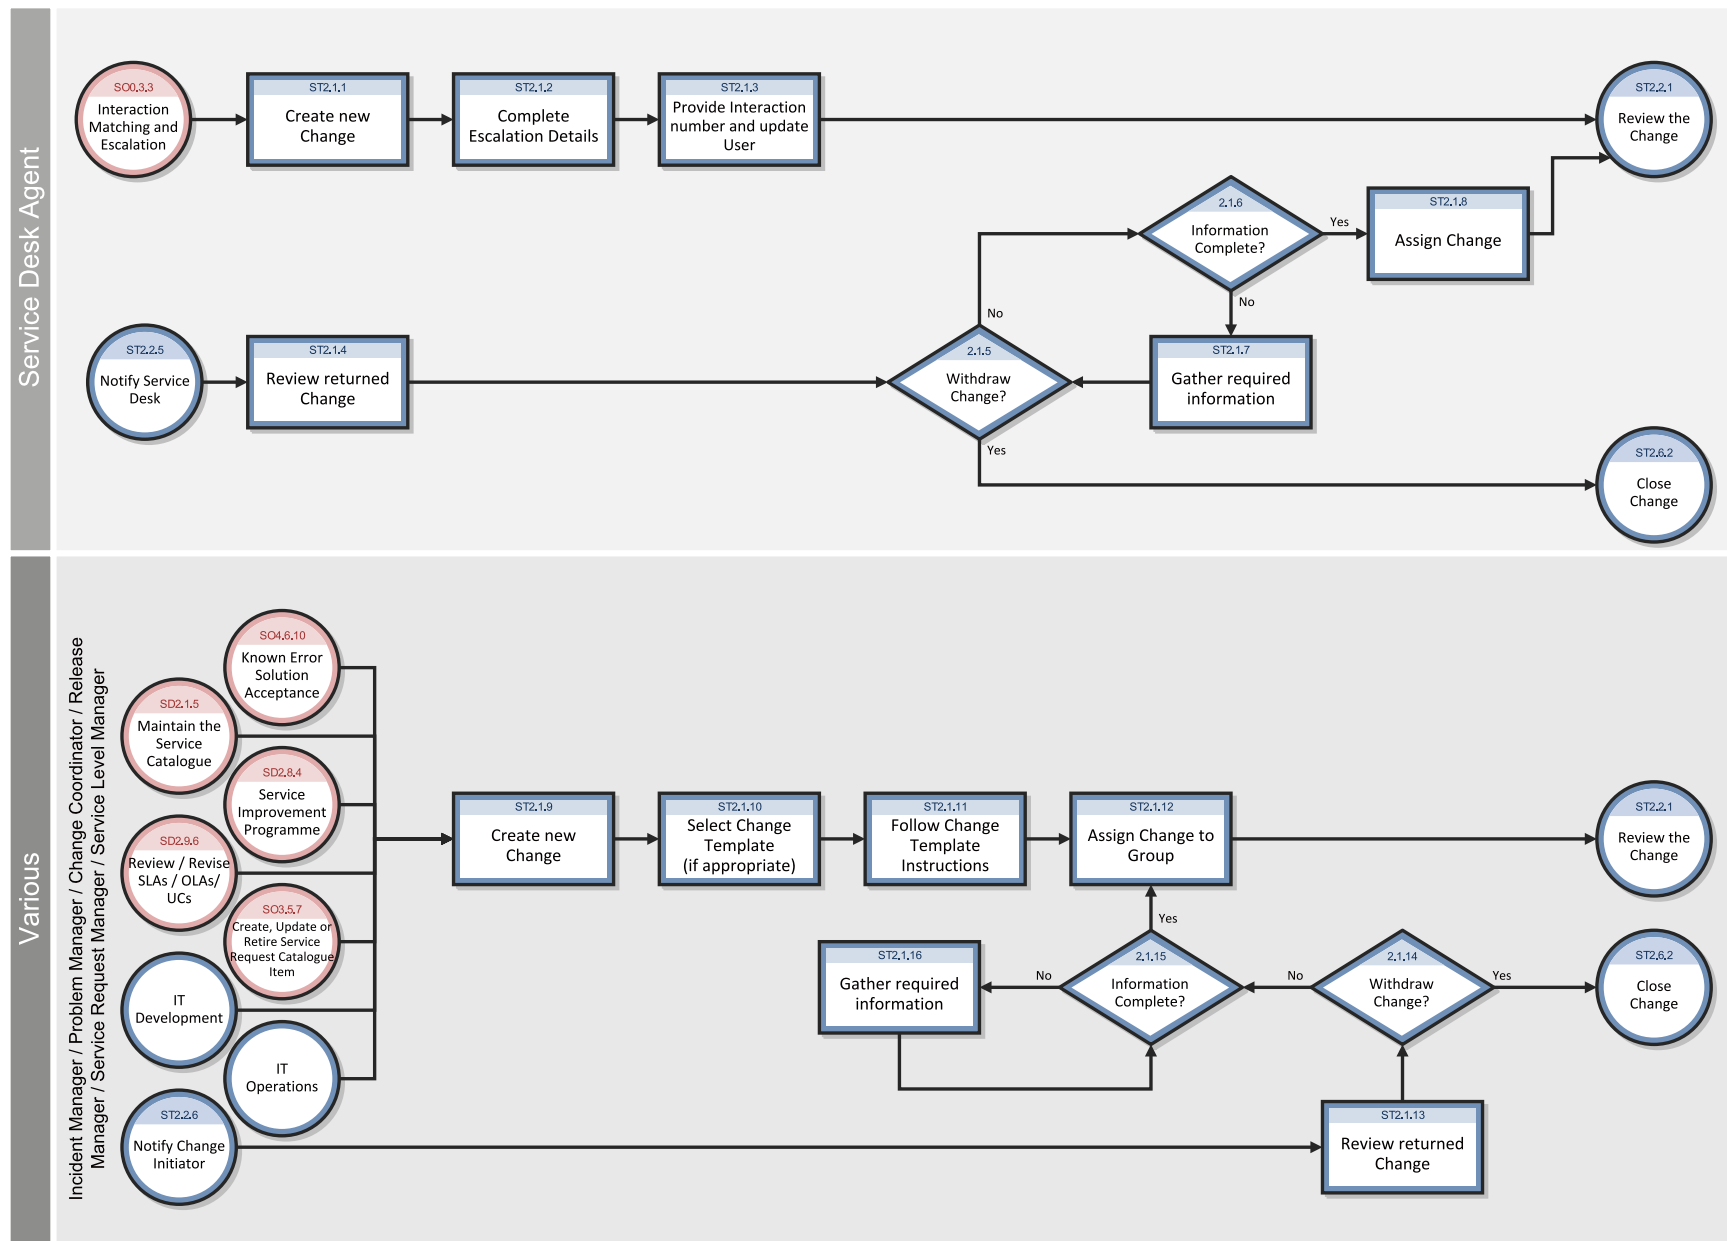 Service Desk Agent
SO0.3.3
Interaction
Matching and
Escalation
ST2.1.1
Create new
Change
ST2.1.2
Complete
Escalation Details
ST2.1.3
Provide Interaction
number and update
User
ST2.2.1
Review the
Change
2.1.6
Information
Complete?
Yes
No
ST2.1.8
Assign Change
ST2.2.5
Notify Service
Desk
ST2.1.4
Review returned
Change
No
2.1.5
Withdraw
Change?
Yes
ST2.1.7
Gather required
information
ST2.6.2
Close
Change
Various
Incident Manager / Problem Manager / Change Coordinator / Release
Manager / Service Request Manager / Service Level Manager
SO4.6.10
Known Error
Solution
Acceptance
SD2.1.5
Maintain the
Service
Catalogue
SD2.8.4
Service
Improvement
Programme
SD2.9.6
Review / Revise
SLAs / OLAs/
UCs
SO3.5.7
Create, Update or
Retire Service
Request Catalogue
Item
IT
Development
IT
Operations
ST2.2.6
Notify Change
Initiator
ST2.1.9
Create new
Change
ST2.1.10
Select Change
Template
(if appropriate)
ST2.1.11
Follow Change
Template
Instructions
ST2.1.12
Assign Change to
Group
ST2.2.1
Review the
Change
Yes
ST2.1.16
Gather required
information
No
2.1.15
Information
Complete?
No
2.1.14
Withdraw
Change?
Yes
ST2.6.2
Close
Change
ST2.1.13
Review returned
Change